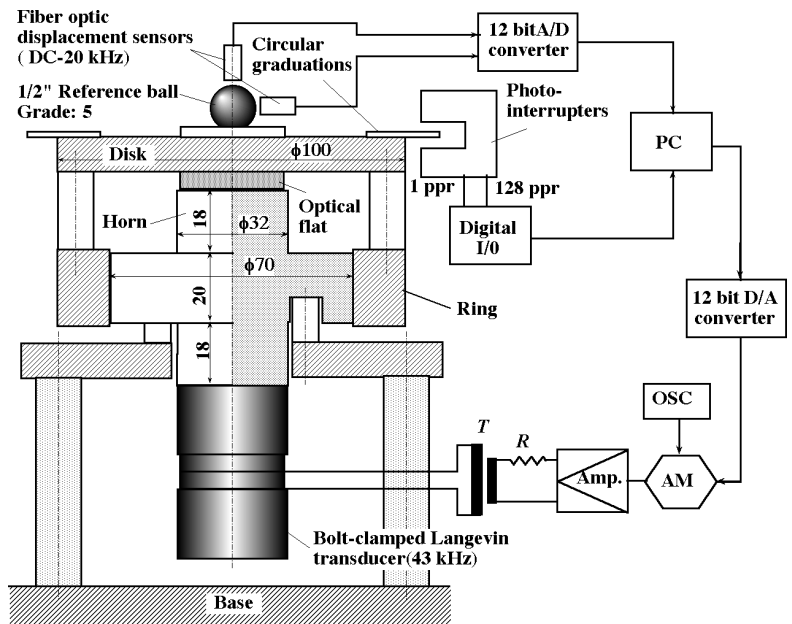 Fiber optic
displacement sensors
( DC-20 kHz)
Circular
graduations
12 bitA/D
converter
1/2" Reference ball
Grade: 5
Photo-
interrupters
PC
Disk
ϕ100
1 ppr
128 ppr
Horn
18
Optical
flat
ϕ32
Digital
I/0
ϕ70
20
Ring
12 bit D/A
converter
18
OSC
T
R
Amp.
AM
Bolt-clamped Langevin
transducer(43 kHz)
Base